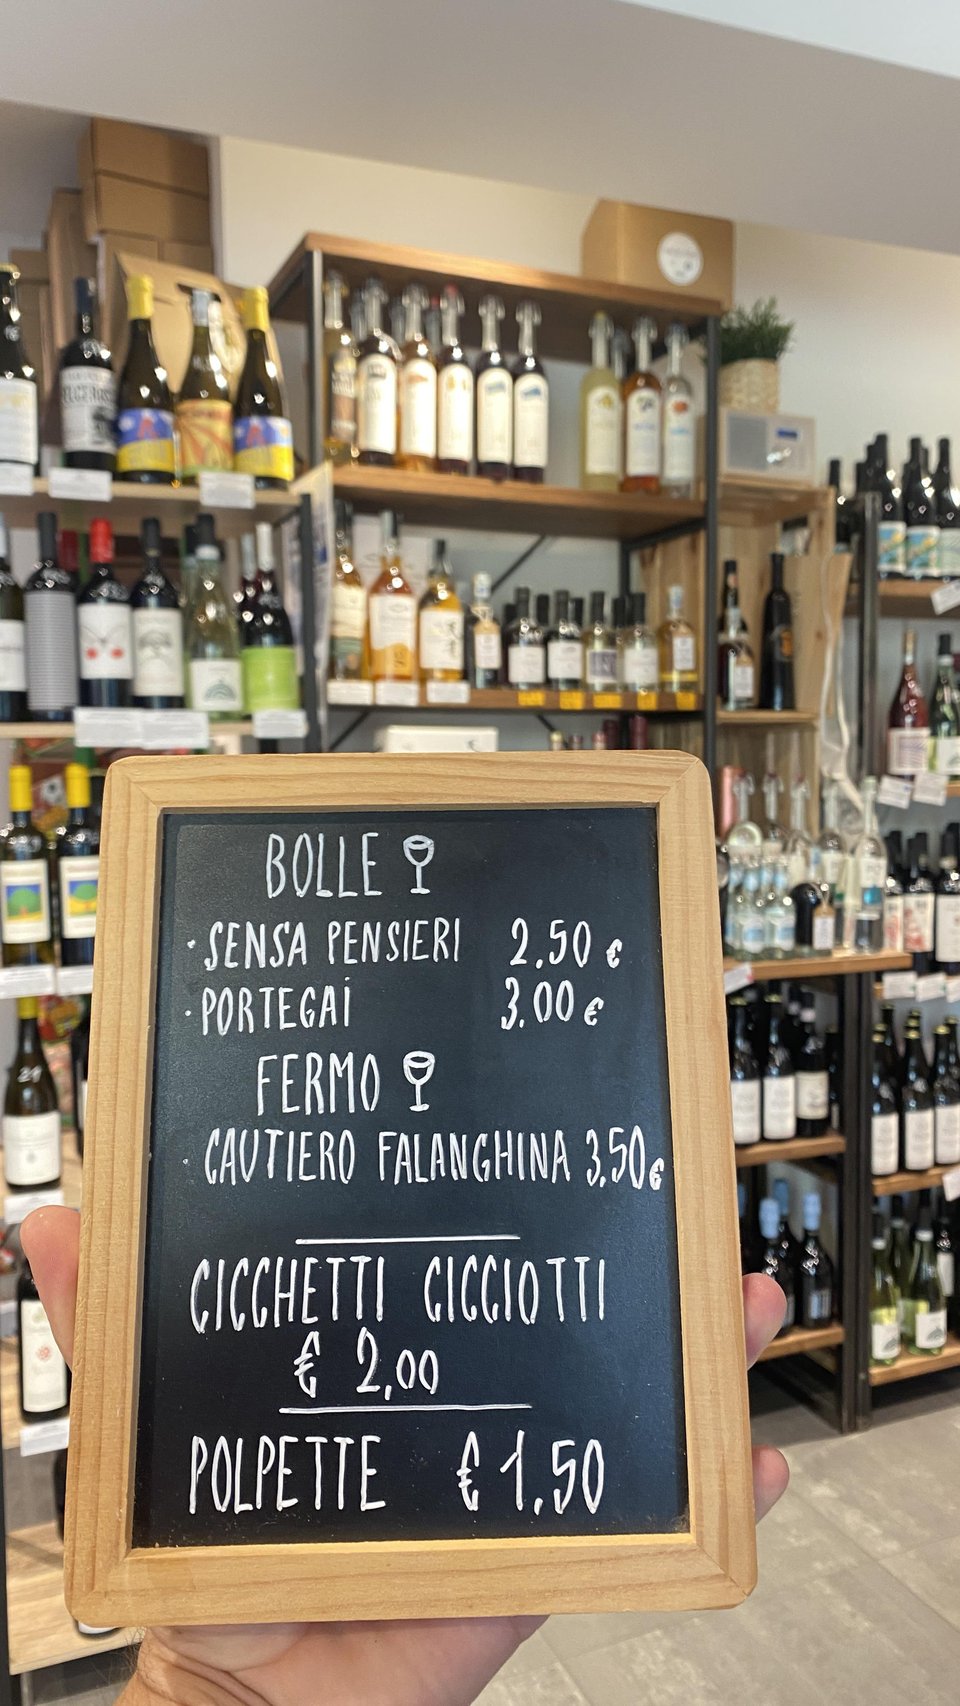 BOLLE
· SENSA PENSIERI 2.50 €
· PORTEGAi 3.00 €
FERMO
· CAUTIERO FALANGHINA 3.50 €
CICCHETTI CICCIOTTI
€ 2,00
POLPETTE € 1,50